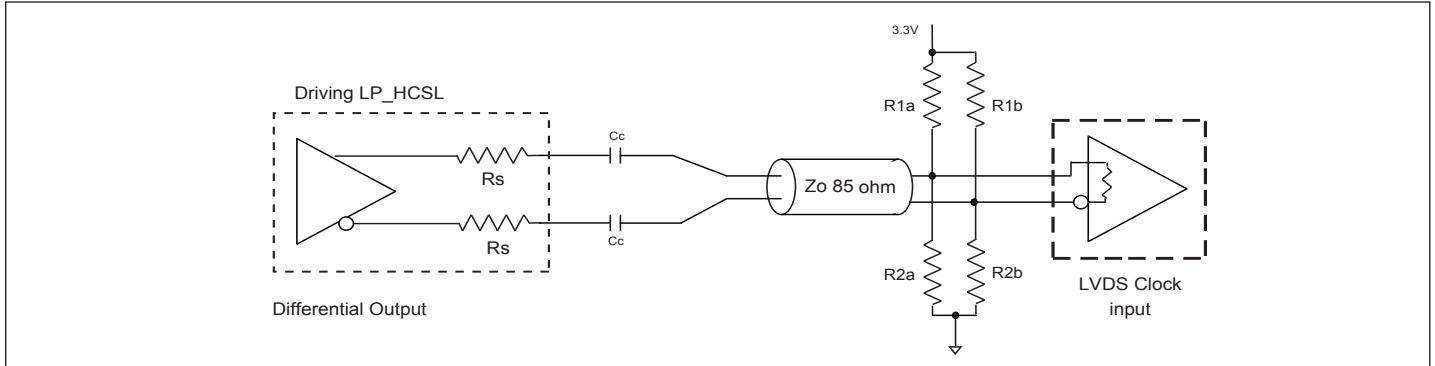 3.3V
Driving LP_HCSL
R1a
R1b
Cc
Rs
Zo 85 ohm
Rs
Cc
R2a
R2b
LVDS Clock
input
Differential Output